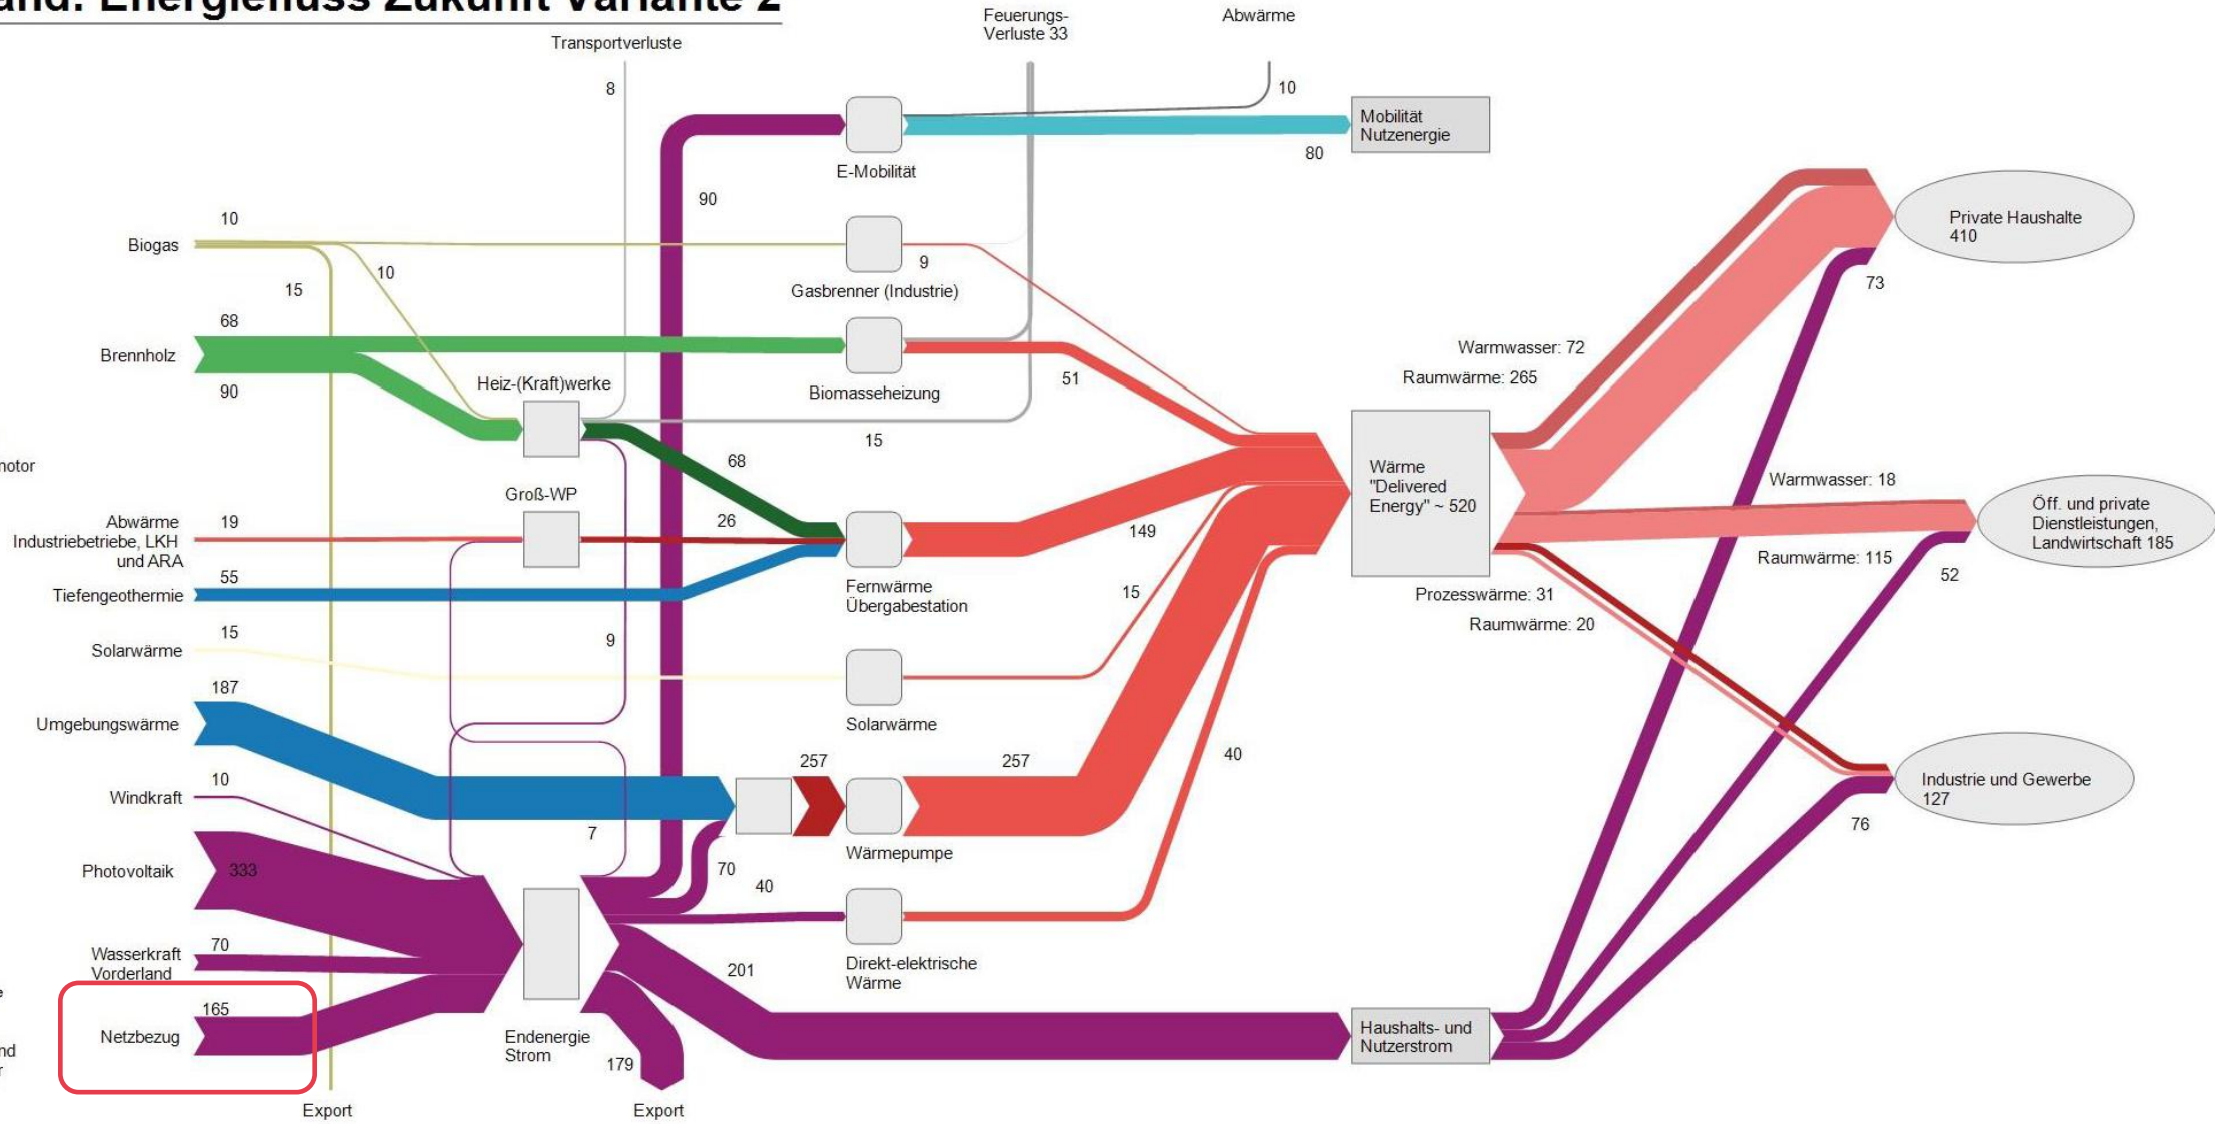 and: Energiefluss Zukunft Variante 2
Transportverluste
8
Feuerungs-
Verluste 33
Abwärme
10
Mobilität
Nutzenergie
80
E-Mobilität
90
10
Biogas
10
15
9
Gasbrenner (Industrie)
68
Brennholz
90
Biomasseheizung
51
Heiz-(Kraft)werke
15
68
notor
Groß-WP
26
Abwärme
Industriebetriebe, LKH
und ARA
19
55
Tiefengeothermie
Fernwärme
Übergabestation
149
15
15
Solarwärme
9
Solarwärme
187
Umgebungswärme
10
Windkraft
7
257
257
Wärmepumpe
40
70
40
Photovoltaik
333
Direkt-elektrische
Wärme
70
Wasserkraft
Vorderland
201
165
Netzbezug
Endenergie
Strom
179
e
nd
r
Export
Export
Wärme
"Delivered
Energy" ~ 520
Warmwasser: 72
Raumwärme: 265
Private Haushalte
410
73
Warmwasser: 18
Öff. und private
Dienstleistungen,
Landwirtschaft 185
Raumwärme: 115
52
Prozesswärme: 31
Raumwärme: 20
Industrie und Gewerbe
127
76
Haushalts- und
Nutzerstrom